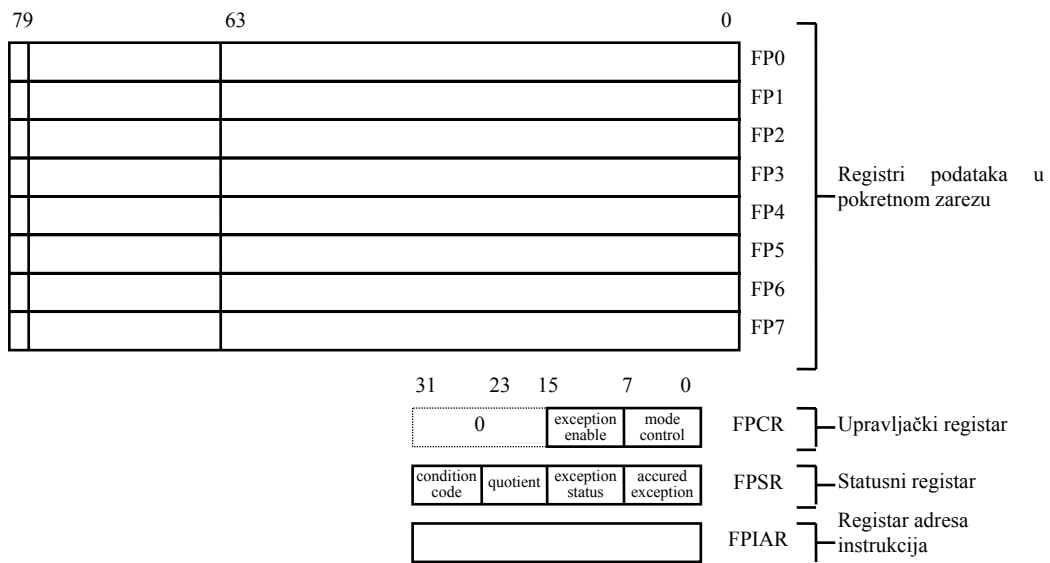 79 63 0
FP0
FP1
FP2
FP3
FP4
FP5
FP6
FP7
Registri podataka u
pokretnom zarezu
31 23 15 7 0
0 exception enable mode control FPCR Upravljački registar
condition code quotient exception status accured exception FPSR Statusni registar
FPIAR Registar adresa
instrukcija